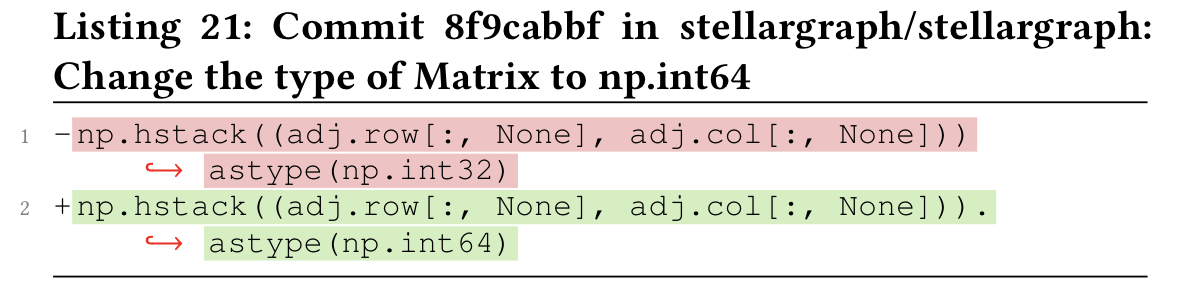 Listing 21: Commit 8f9cabbf in stellargraph/stellargraph:
Change the type of Matrix to np.int64
1 -np.hstack((adj.row[:, None], adj.col[:, None]))
↪ astype(np.int32)
2 +np.hstack((adj.row[:, None], adj.col[:, None])).
↪ astype(np.int64)